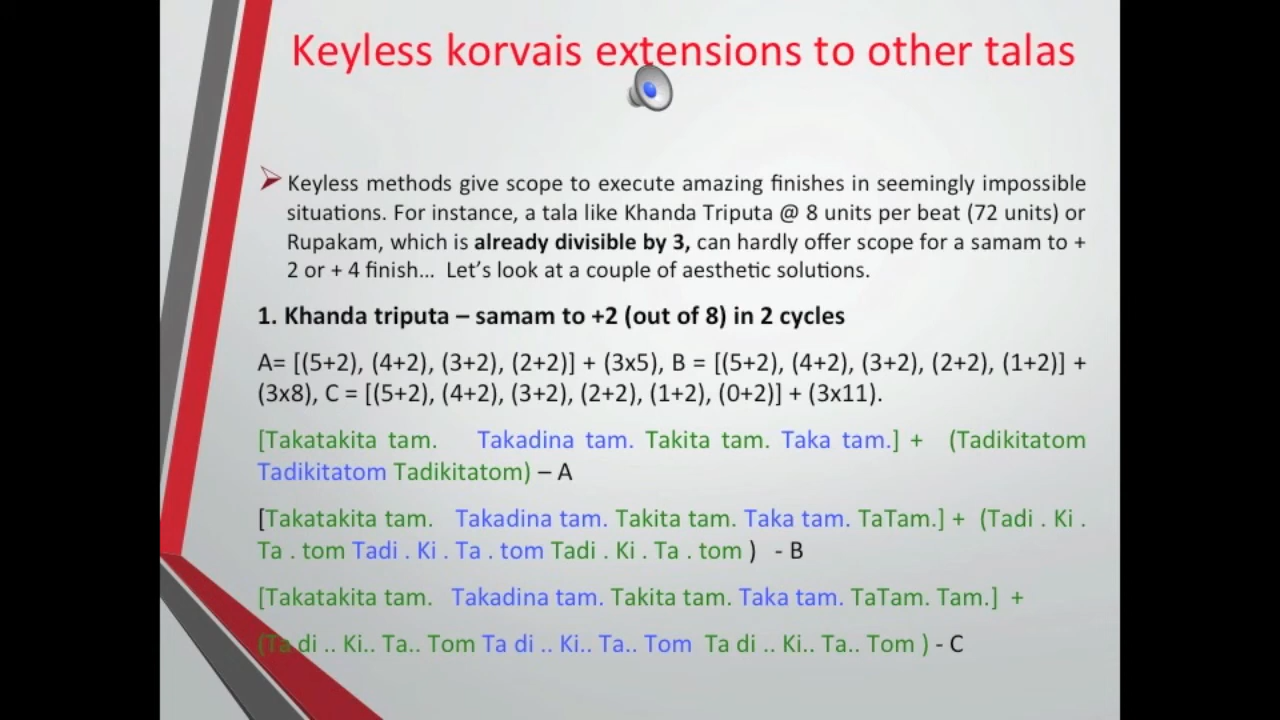 Keyless korvais extensions to other talas
Keyless methods give scope to execute amazing finishes in seemingly impossible
situations. For instance, a tala like Khanda Triputa @ 8 units per beat (72 units) or
Rupakam, which is already divisible by 3, can hardly offer scope for a samam to +
2 or + 4 finish... Let's look at a couple of aesthetic solutions.
1. Khanda triputa – samam to +2 (out of 8) in 2 cycles
A= [(5+2), (4+2), (3+2), (2+2)] + (3x5), B = [(5+2), (4+2), (3+2), (2+2), (1+2)] +
(3x8), C = [(5+2), (4+2), (3+2), (2+2), (1+2), (0+2)] + (3x11).
[Takatakita tam. Takadina tam. Takita tam. Taka tam.] + (Tadikitatom
Tadikitatom Tadikitatom) – A
[Takatakita tam. Takadina tam. Takita tam. Taka tam. TaTam.] + (Tadi . Ki .
Ta . tom Tadi . Ki . Ta . tom Tadi . Ki . Ta . tom ) - B
[Takatakita tam. Takadina tam. Takita tam. Taka tam. TaTam. Tam.] +
(Ta di .. Ki.. Ta.. Tom Ta di .. Ki.. Ta.. Tom Ta di .. Ki.. Ta.. Tom ) - C